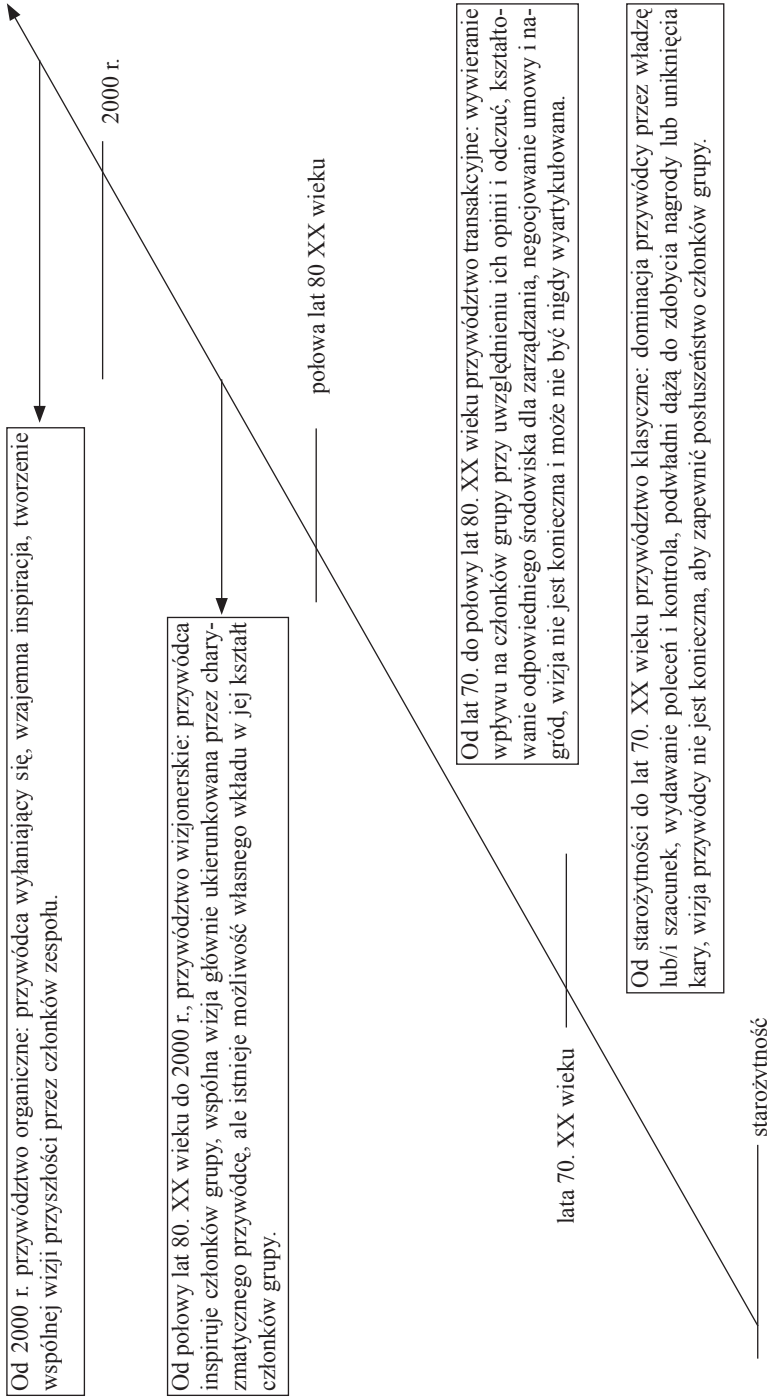 Od 2000 r. przywództwo organiczne: przywódca wyłaniający się, wzajemna inspiracja, tworzenie
wspólnej wizji przyszłości przez członków zespołu.
2000 r.
Od połowy lat 80. XX wieku do 2000 r., przywództwo wizjonerskie: przywódca
inspiruje członków grupy, wspólna wizja głównie ukierunkowana przez chary-
zmatycznego przywódcę, ale istnieje możliwość własnego wkładu w jej kształt
członków grupy.
połowa lat 80 XX wieku
Od lat 70. do połowy lat 80. XX wieku przywództwo transakcyjne: wywieranie
wpływu na członków grupy przy uwzględnieniu ich opinii i odczuć, kształto-
wanie odpowiedniego środowiska dla zarządzania, negocjowanie umowy i na-
gród, wizja nie jest konieczna i może nie być nigdy wyartykułowana.
lata 70. XX wieku
Od starożytności do lat 70. XX wieku przywództwo klasyczne: dominacja przywódcy przez władzę
lub/i szacunek, wydawanie poleceń i kontrola, podwładni dążą do zdobycia nagrody lub uniknięcia
kary, wizja przywódcy nie jest konieczna, aby zapewnić posłuszeństwo członków grupy.
starożytność